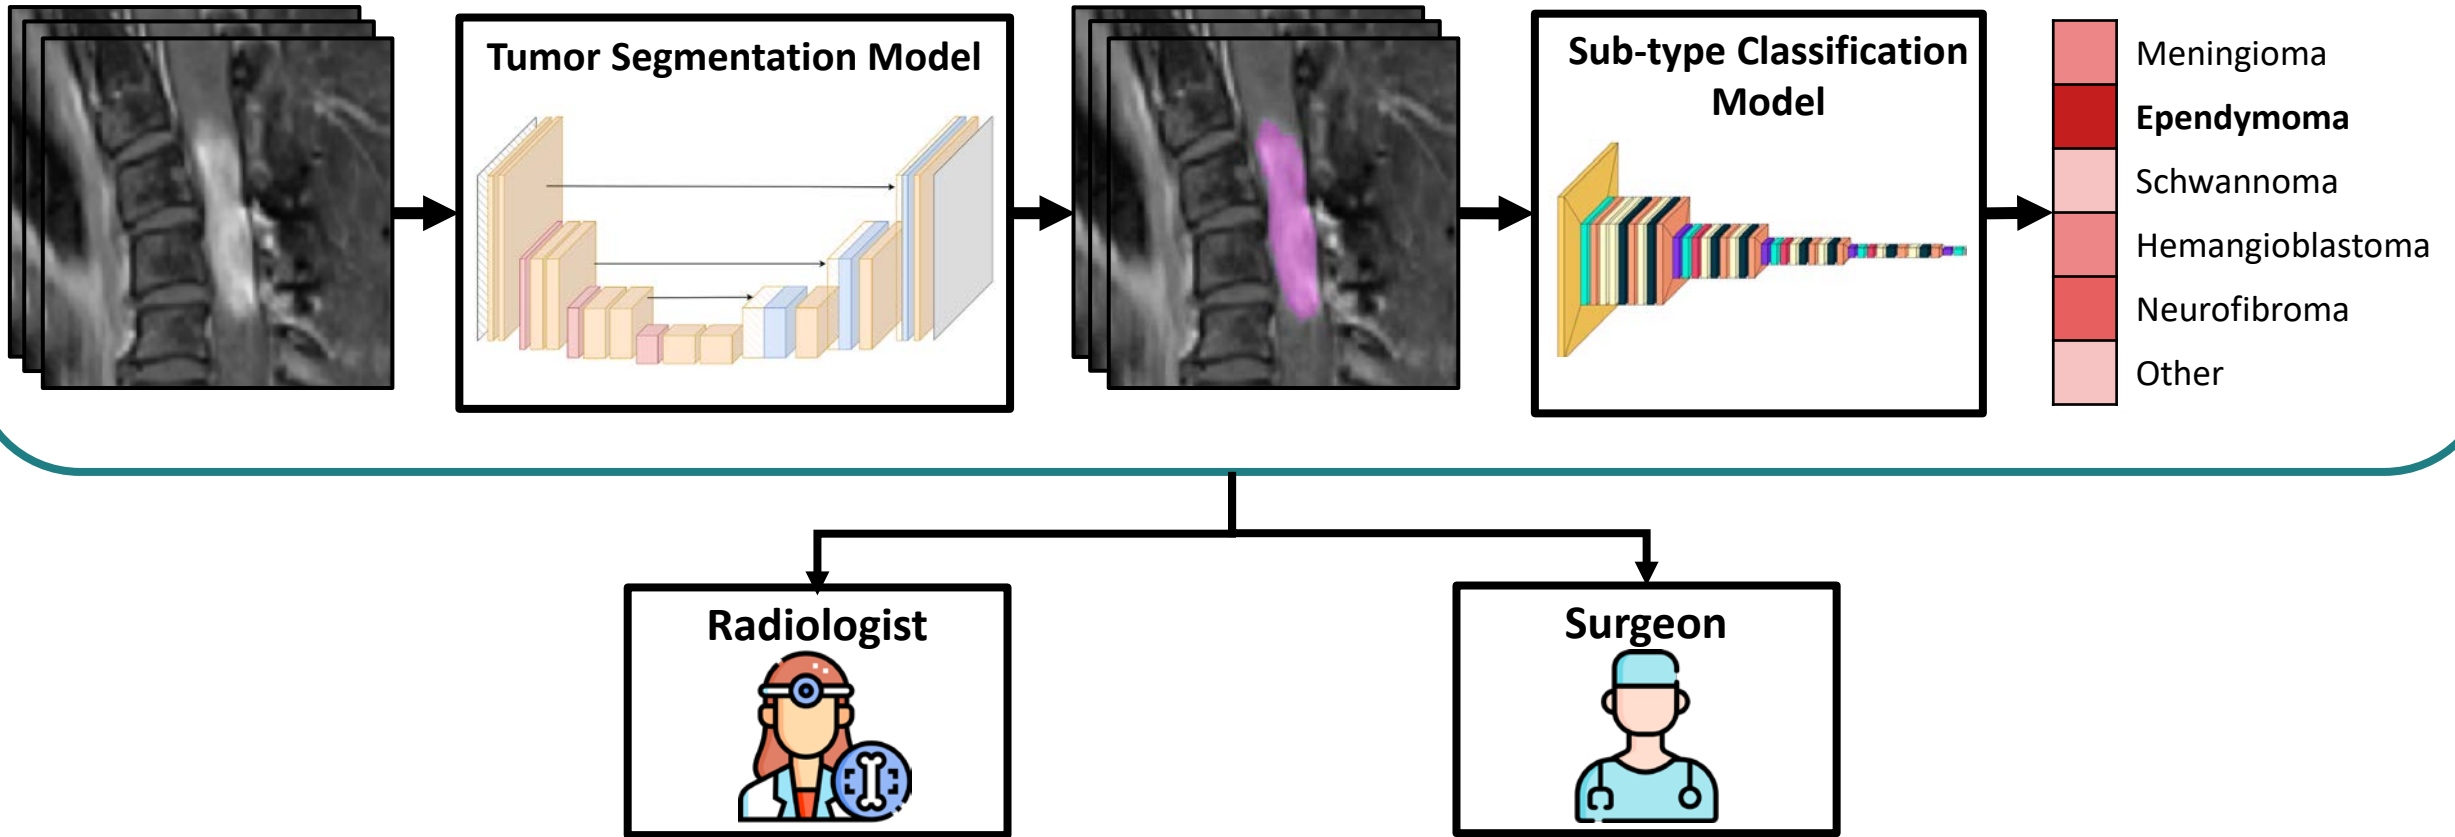 Tumor Segmentation Model
Sub-type Classification
Model
Meningioma
Ependymoma
Schwannoma
Hemangioblastoma
Neurofibroma
Other
Radiologist
Surgeon